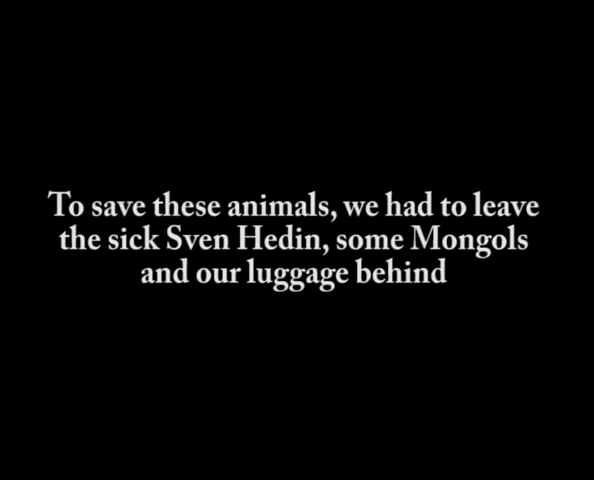 To save these animals, we had to leave
the sick Sven Hedin, some Mongols
and our luggage behind